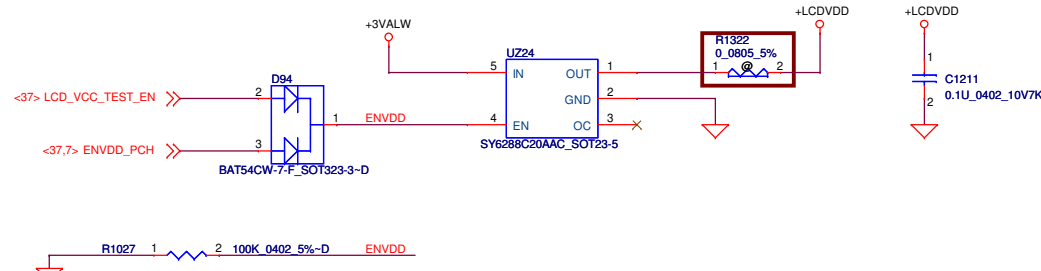 +3VALW
+LCDVDD
+LCDVDD
R1322
0_0805_5%
1 @ 2
UZ24
5 IN OUT 1
GND 2
4 EN OC 3
SY6288C20AAC_SOT23-5
D94
<37> LCD_VCC_TEST_EN 2
1 ENVDD
<37,7> ENVDD_PCH 3
BAT54CW-7-F_SOT323-3~D
1
C1211
0.1U_0402_10V7K
2
R1027 1 2 100K_0402_5%~D ENVDD